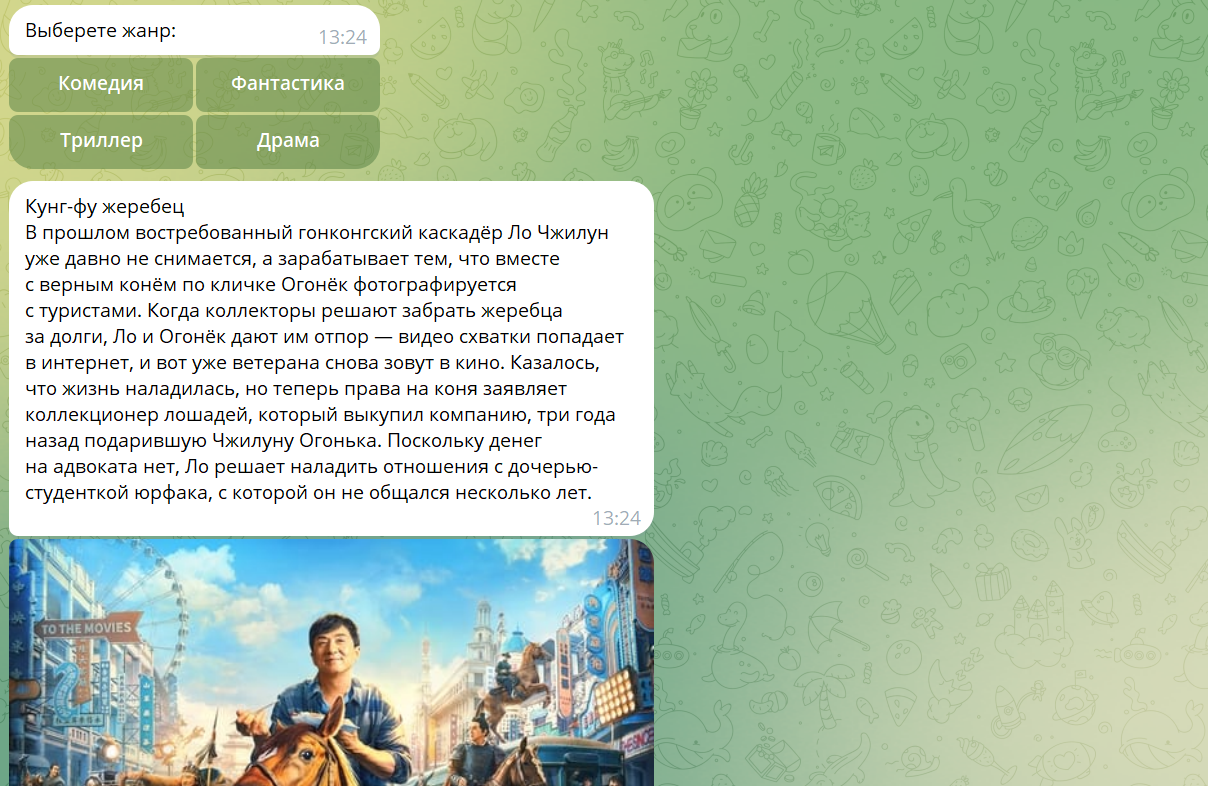 Выберете жанр:
13:24
Комедия
Фантастика
Триллер
Драма
Кунг-фу жеребец
В прошлом востребованный гонконгский каскадёр Ло Чжилун
уже давно не снимается, а зарабатывает тем, что вместе
с верным конём по кличке Огонёк фотографируется
с туристами. Когда коллекторы решают забрать жеребца
за долги, Ло и Огонёк дают им отпор — видео схватки попадает
в интернет, и вот уже ветерана снова зовут в кино. Казалось,
что жизнь наладилась, но теперь права на коня заявляет
коллекционер лошадей, который выкупил компанию, три года
назад подарившую Чжилуну Огонька. Поскольку денег
на адвоката нет, Ло решает наладить отношения с дочерью-
студенткой юрфака, с которой он не общался несколько лет.
13:24
TO THE MOVIES